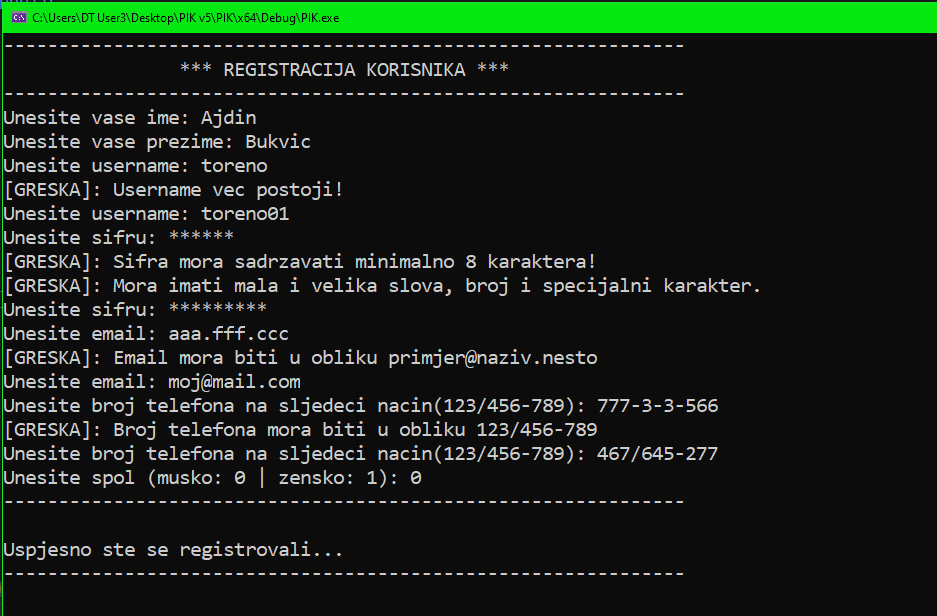 C:\Users\DT User3\Desktop\PIK v5\PIK\x64\Debug\PIK.exe
--------------------------------------------------------------
*** REGISTRACIJA KORISNIKA ***
--------------------------------------------------------------
Unesite vase ime: Ajdin
Unesite vase prezime: Bukvic
Unesite username: toreno
[GRESKA]: Username vec postoji!
Unesite username: toreno01
Unesite sifru: ******
[GRESKA]: Sifra mora sadrzavati minimalno 8 karaktera!
[GRESKA]: Mora imati mala i velika slova, broj i specijalni karakter.
Unesite sifru: *********
Unesite email: aaa.fff.ccc
[GRESKA]: Email mora biti u obliku primjer@naziv.nesto
Unesite email: moj@mail.com
Unesite broj telefona na sljedeci nacin(123/456-789): 777-3-3-566
[GRESKA]: Broj telefona mora biti u obliku 123/456-789
Unesite broj telefona na sljedeci nacin(123/456-789): 467/645-277
Unesite spol (musko: 0 | zensko: 1): 0
--------------------------------------------------------------
Uspjesno ste se registrovali...
--------------------------------------------------------------